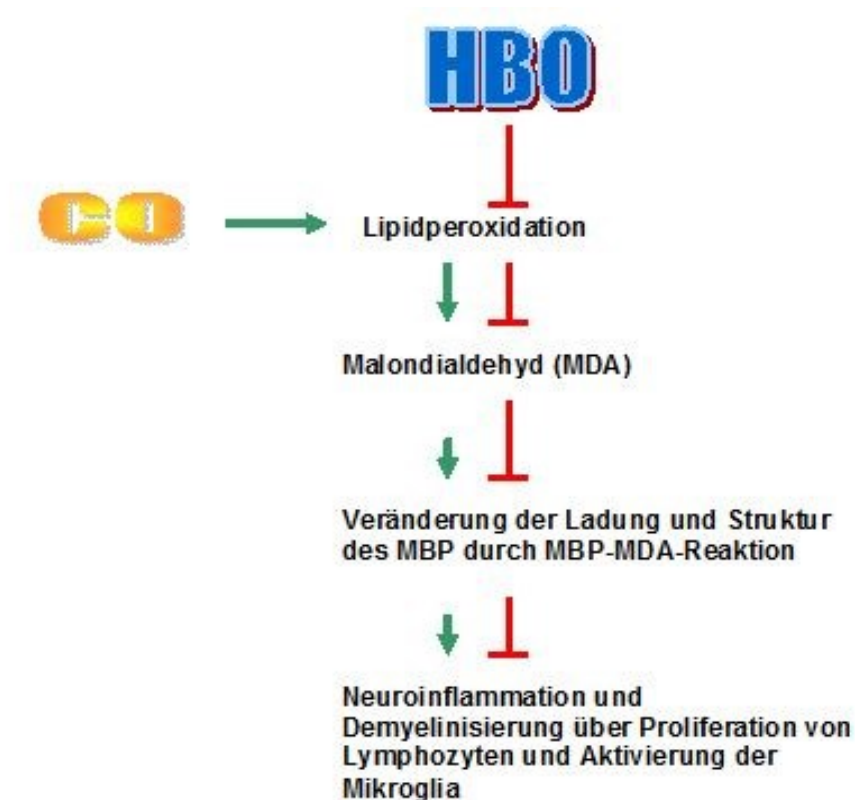 HBO
CO
Lipidperoxidation
Malondialdehyd (MDA)
Veränderung der Ladung und Struktur
des MBP durch MBP-MDA-Reaktion
Neuroinflammation und
Demyelinisierung über Proliferation von
Lymphozyten und Aktivierung der
Mikroglia